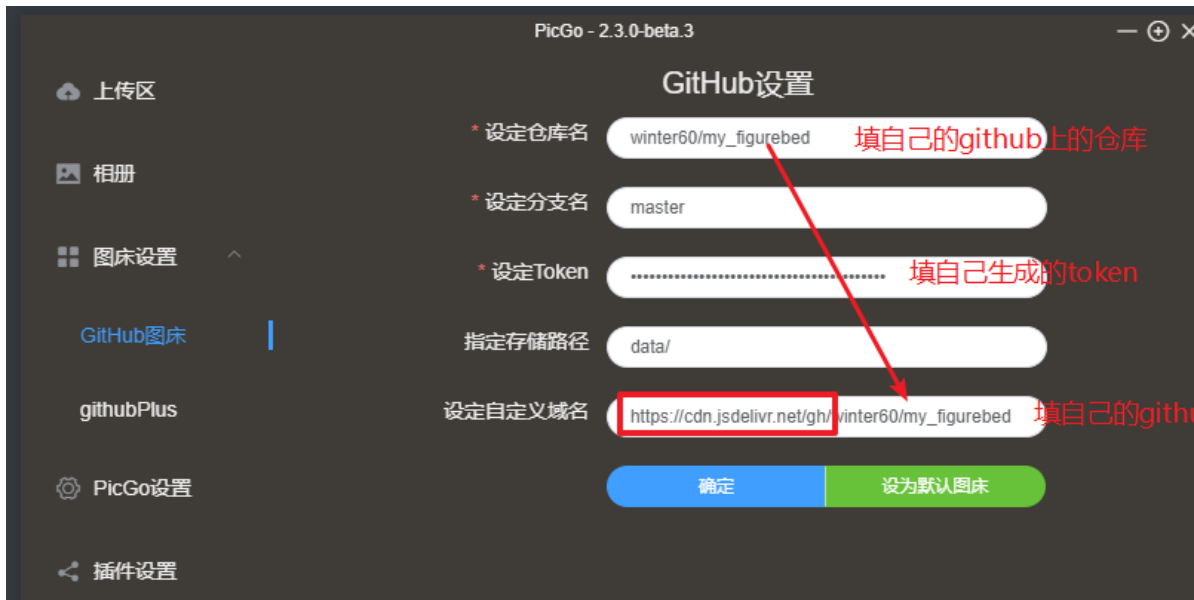 PicGo - 2.3.0-beta.3
上传区
相册
图床设置
GitHub图床
githubPlus
PicGo设置
插件设置
GitHub设置
* 设定仓库名 winter60/my_figurebed 填自己的github上的仓库
* 设定分支名 master
* 设定Token •••••••••••••••••••••••••••••••••••••••• 填自己生成的token
指定存储路径 data/
设定自定义域名 https://cdn.jsdelivr.net/gh/winter60/my_figurebed 填自己的githu
确定 设为默认图床